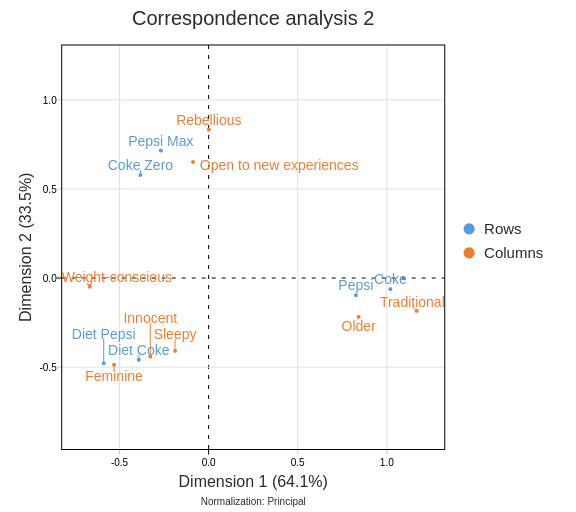 Correspondence analysis 2
1.0
Rebellious
Pepsi Max
Coke Zero
Open to new experiences
0.5
Rows
Columns
Dimension 2 (33.5%)
0.0
Weight conscious
Pepsi
Coke
Traditional
Older
Innocent
Sleepy
Diet Pepsi
Diet Coke
Feminine
-0.5
-0.5
0.0
0.5
1.0
Dimension 1 (64.1%)
Normalization: Principal